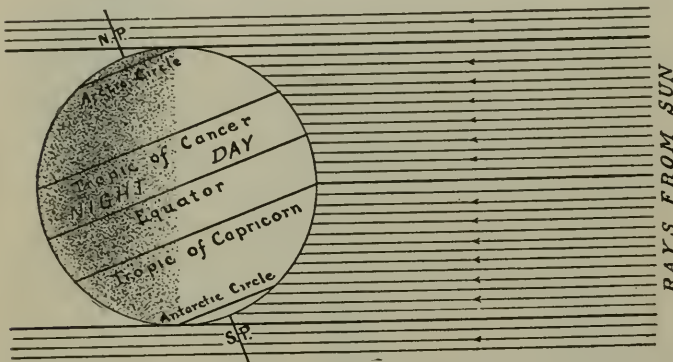 N.P.
Arctic Circle
Tropic of Cancer
DAY
NIGHT
Equator
Tropic of Capricorn
Antarctic Circle
S.P.
RAYS FROM SUN